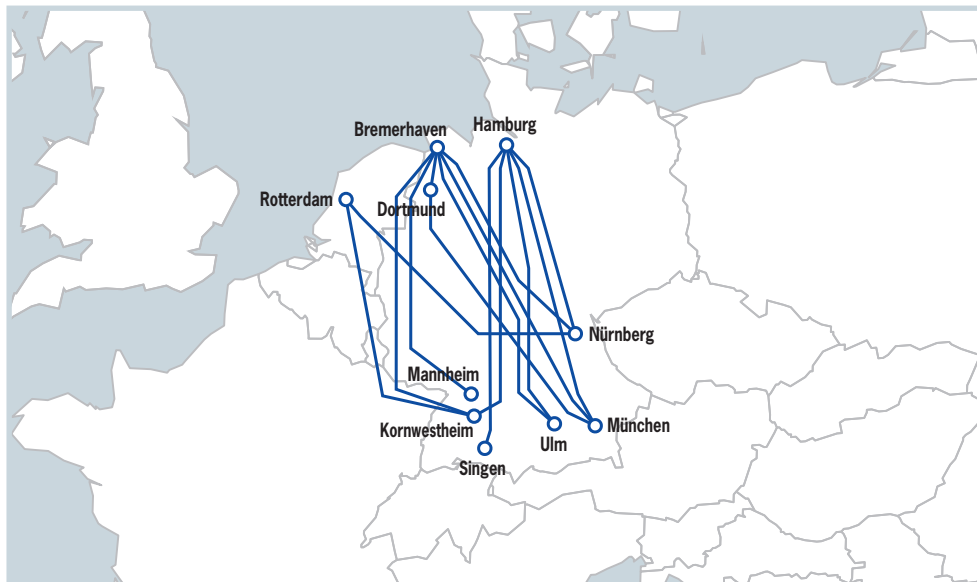 Hamburg
Bremerhaven
Rotterdam
Dortmund
Nürnberg
Mannheim
Kornwestheim
München
Ulm
Singen